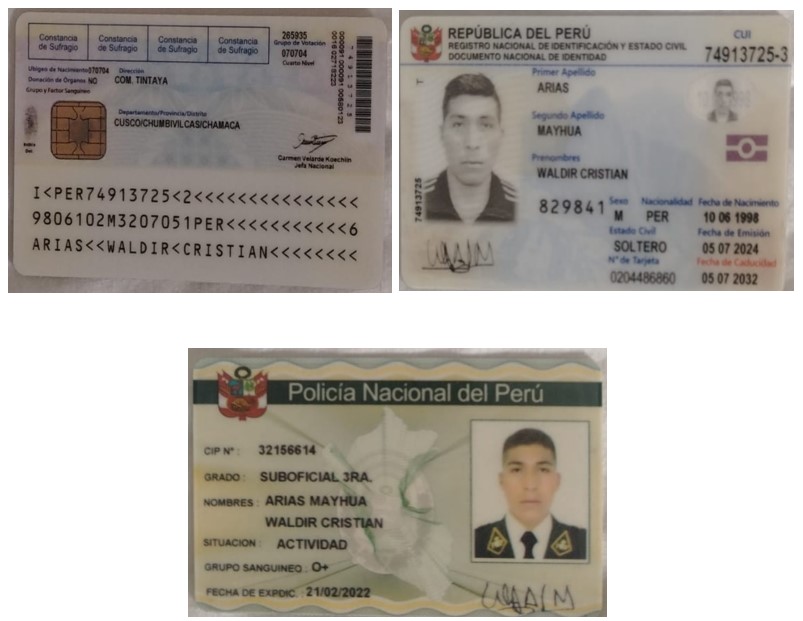 Constancia de Sufragio
Constancia de Sufragio
Constancia de Sufragio
Constancia de Sufragio
265935
Grupo de Votación
070704
Cuarto Nivel
Ubigeo de Nacimiento 070704 Dirección
Donación de Órganos NO COM. TINTAYA
Grupo y Factor Sanguíneo
Departamento/Provincia/Distrito
CUSCO/CHUMBIVILCAS/CHAMACA
Carmen Velarde Koechlin
Jefa Nacional
I<PER74913725<2<<<<<<<<<<<<<<<
9806102M3207051PER<<<<<<<<<<<6
ARIAS<<WALDIR<CRISTIAN<<<<<<<<
REPÚBLICA DEL PERÚ
REGISTRO NACIONAL DE IDENTIFICACIÓN Y ESTADO CIVIL
DOCUMENTO NACIONAL DE IDENTIDAD
CUI
74913725-3
Primer Apellido
ARIAS
Segundo Apellido
MAYHUA
Prenombres
WALDIR CRISTIAN
74913725
829841
Sexo Nacionalidad Fecha de Nacimiento
M PER 10 06 1998
Estado Civil Fecha de Emisión
SOLTERO 05 07 2024
N° de Tarjeta Fecha de Caducidad
0204486860 05 07 2032
Policía Nacional del Perú
CIP N° : 32156614
GRADO : SUBOFICIAL 3RA.
NOMBRES : ARIAS MAYHUA
WALDIR CRISTIAN
SITUACION : ACTIVIDAD
GRUPO SANGUINEO : O+
FECHA DE EXPDIC. : 21/02/2022